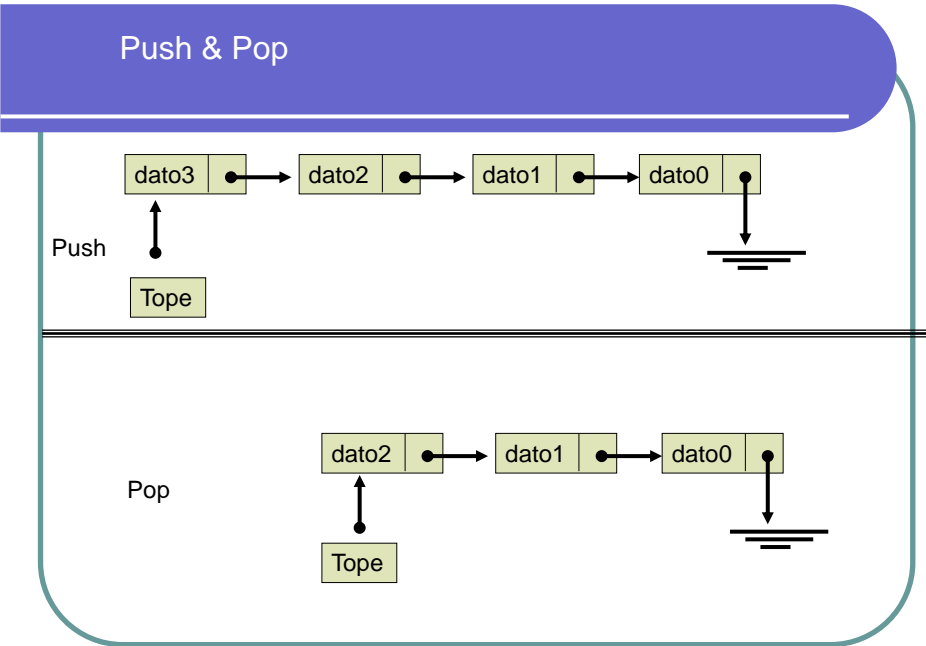 Push & Pop
dato3 dato2 dato1 dato0
Push
Tope
dato2 dato1 dato0
Pop
Tope